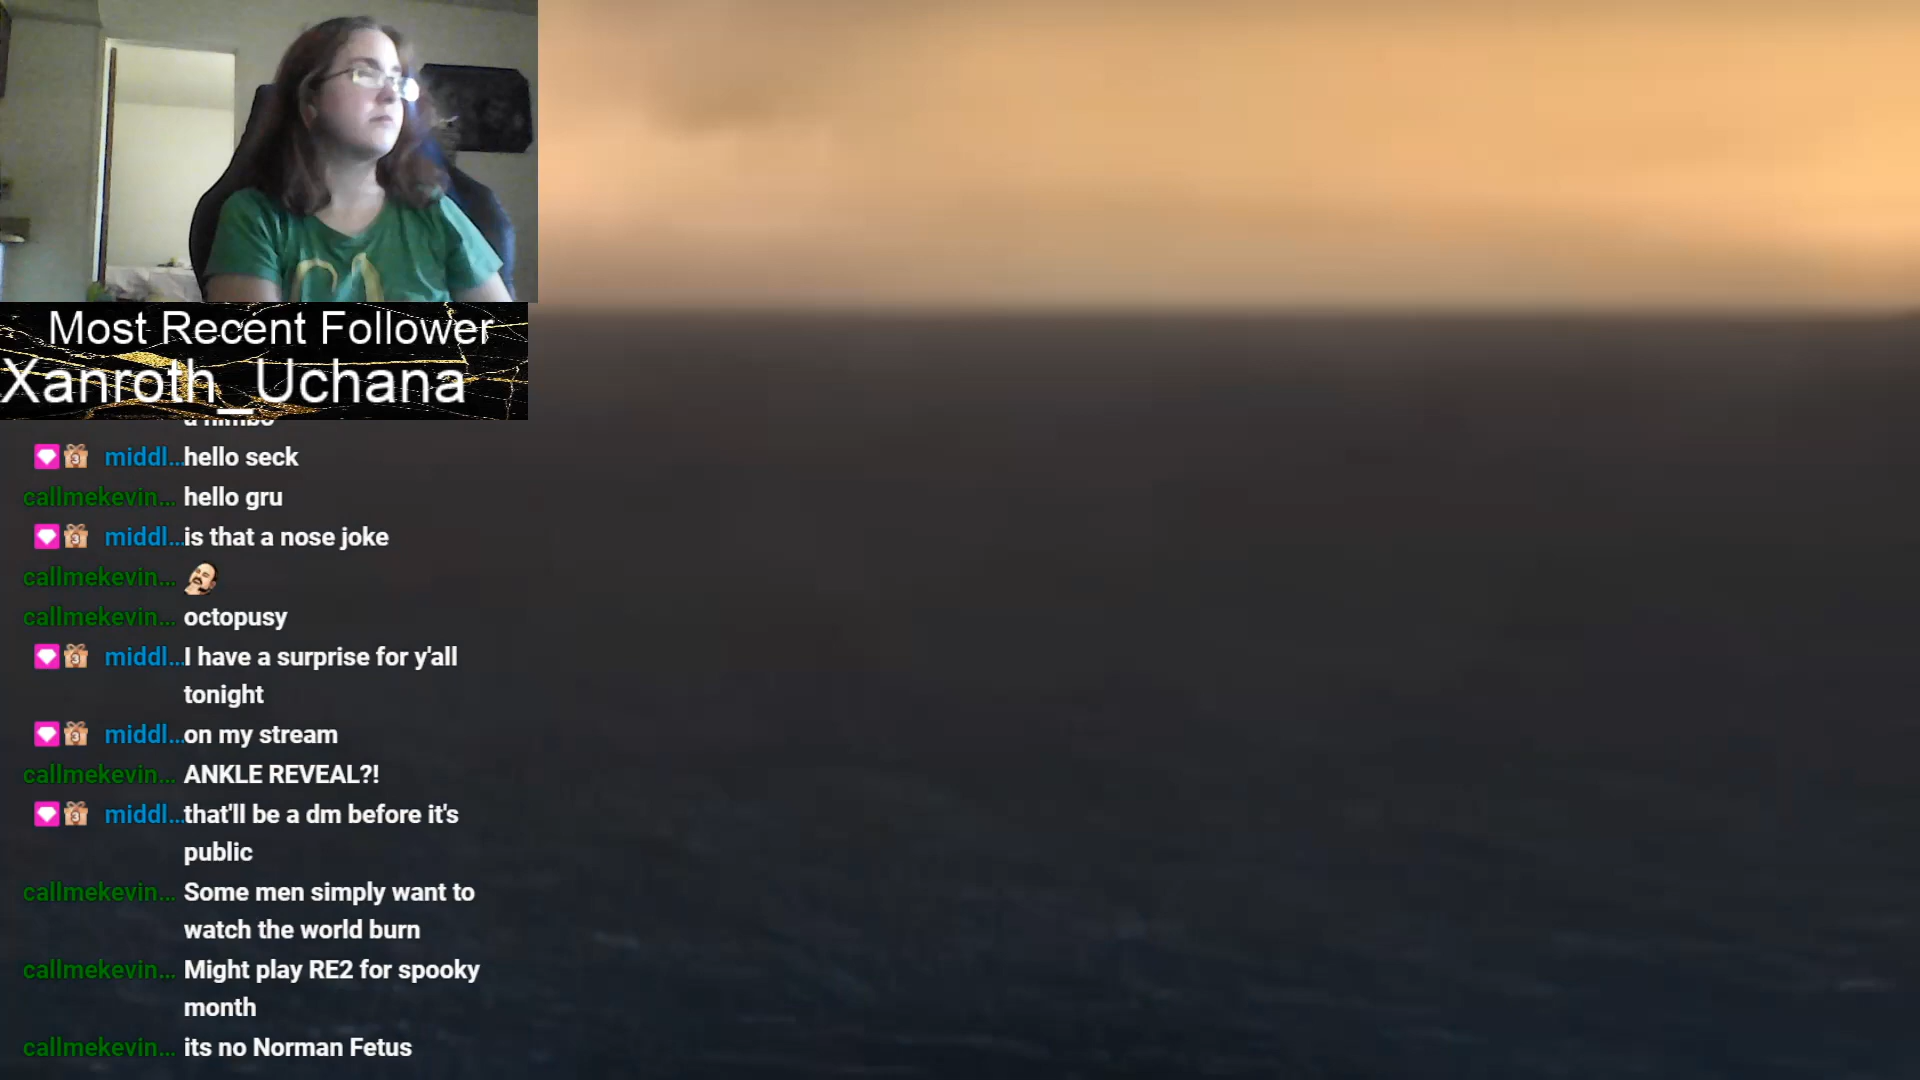 Most Recent Follower
Xanroth_Uchana
middl... hello seck
callmekevin... hello gru
middl... is that a nose joke
callmekevin...
callmekevin... octopusy
middl... I have a surprise for y'all
tonight
middl... on my stream
callmekevin... ANKLE REVEAL?!
middl... that'll be a dm before it's
public
callmekevin... Some men simply want to
watch the world burn
callmekevin... Might play RE2 for spooky
month
callmekevin... its no Norman Fetus